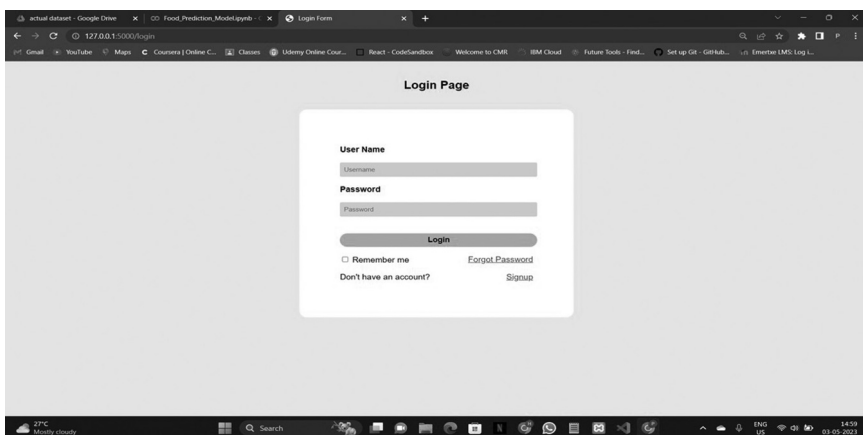 actual dataset - Google Drive
Food_Prediction_Model.ipynb - C
Login Form
127.0.0.1:5000/login
Gmail YouTube Maps Coursera | Online C... Classes Udemy Online Cour... React - CodeSandbox Welcome to CMR IBM Cloud Future Tools - Find... Set up Git - GitHub... Emertxe LMS: Log i...
Login Page
User Name
Username
Password
Password
Login
Remember me Forgot Password
Don't have an account? Signup
27°C
Mostly cloudy
Search
ENG
US
14:59
03-05-2023